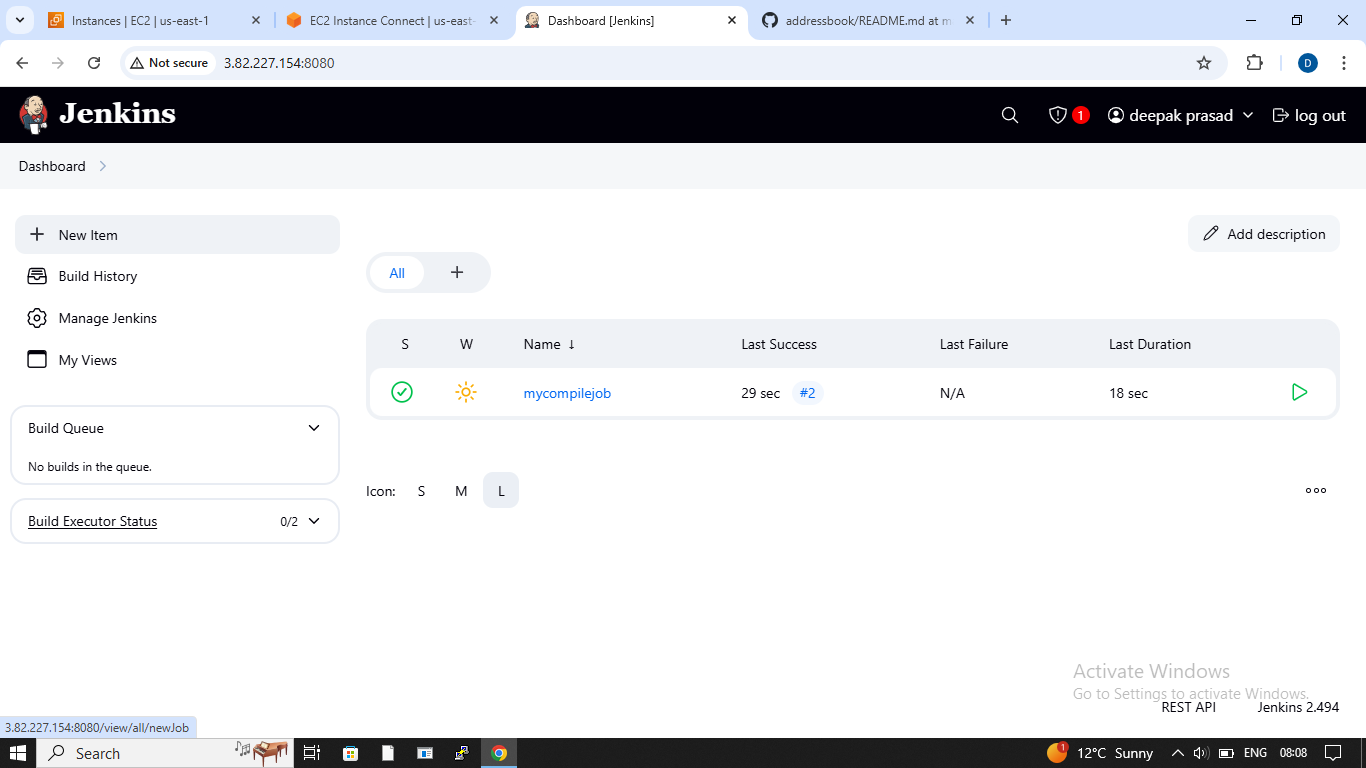 Instances | EC2 | us-east-1
EC2 Instance Connect | us-east-
Dashboard [Jenkins]
addressbook/README.md at m
Not secure
3.82.227.154:8080
D
Jenkins
1
deepak prasad
log out
Dashboard
New Item
Build History
Manage Jenkins
My Views
Build Queue
No builds in the queue.
Build Executor Status
0/2
Add description
All
+
S W Name ↓ Last Success Last Failure Last Duration
mycompilejob 29 sec #2 N/A 18 sec
Icon: S M L
Activate Windows
Go to Settings to activate Windows.
REST API
Jenkins 2.494
3.82.227.154:8080/view/all/newJob
Search
1
12°C Sunny
ENG
08:08